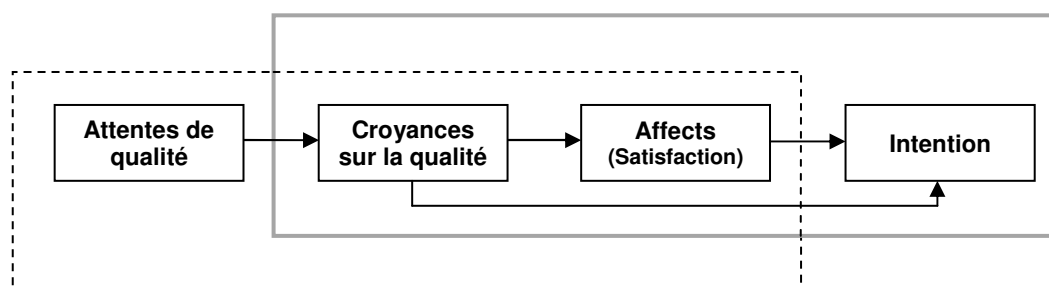 Attentes de
qualité
Croyances
sur la qualité
Affects
(Satisfaction)
Intention